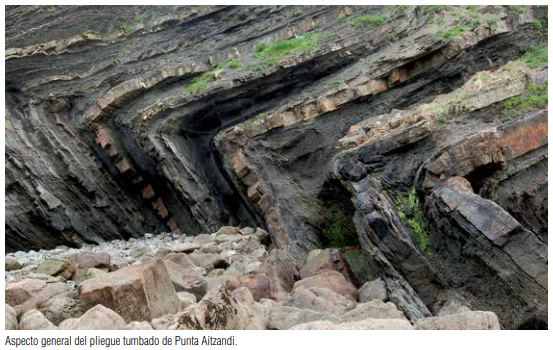 Aspecto general del pliegue tumbado de Punta Aitzandi.